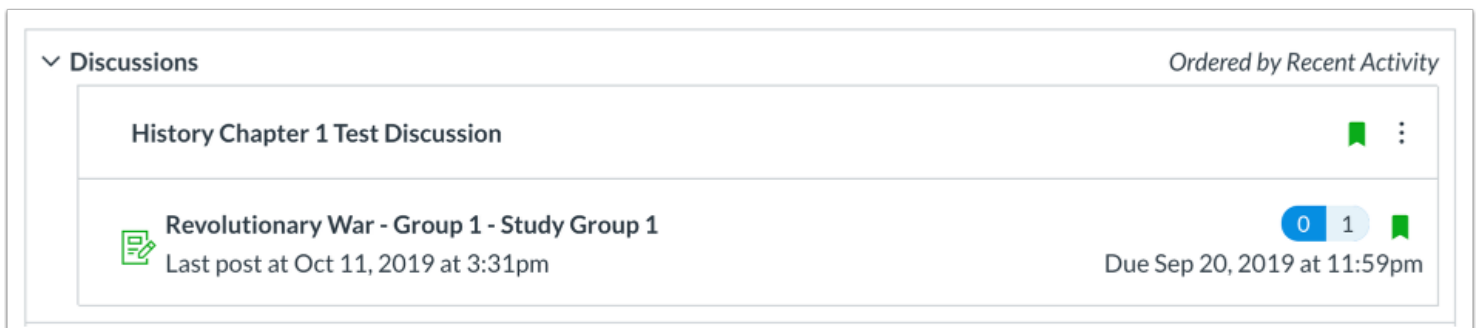 Discussions
Ordered by Recent Activity
History Chapter 1 Test Discussion
Revolutionary War - Group 1 - Study Group 1
0 1
Last post at Oct 11, 2019 at 3:31pm
Due Sep 20, 2019 at 11:59pm